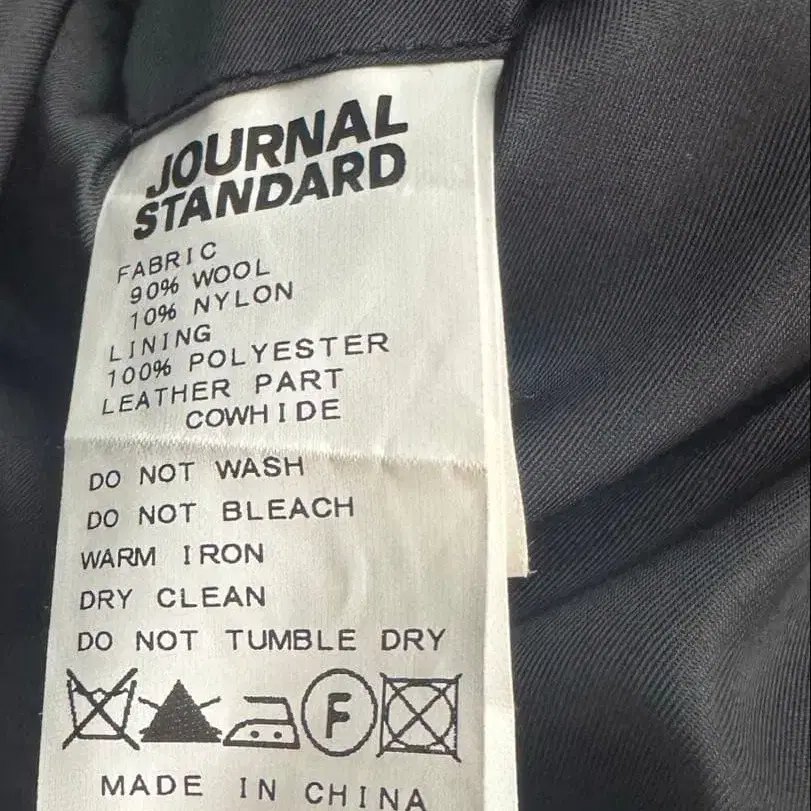 JOURNAL
STANDARD
FABRIC
90% WOOL
10% NYLON
LINING
100% POLYESTER
LEATHER PART
COWHIDE
DO NOT WASH
DO NOT BLEACH
WARM IRON
DRY CLEAN
DO NOT TUMBLE DRY
F
MADE IN CHINA